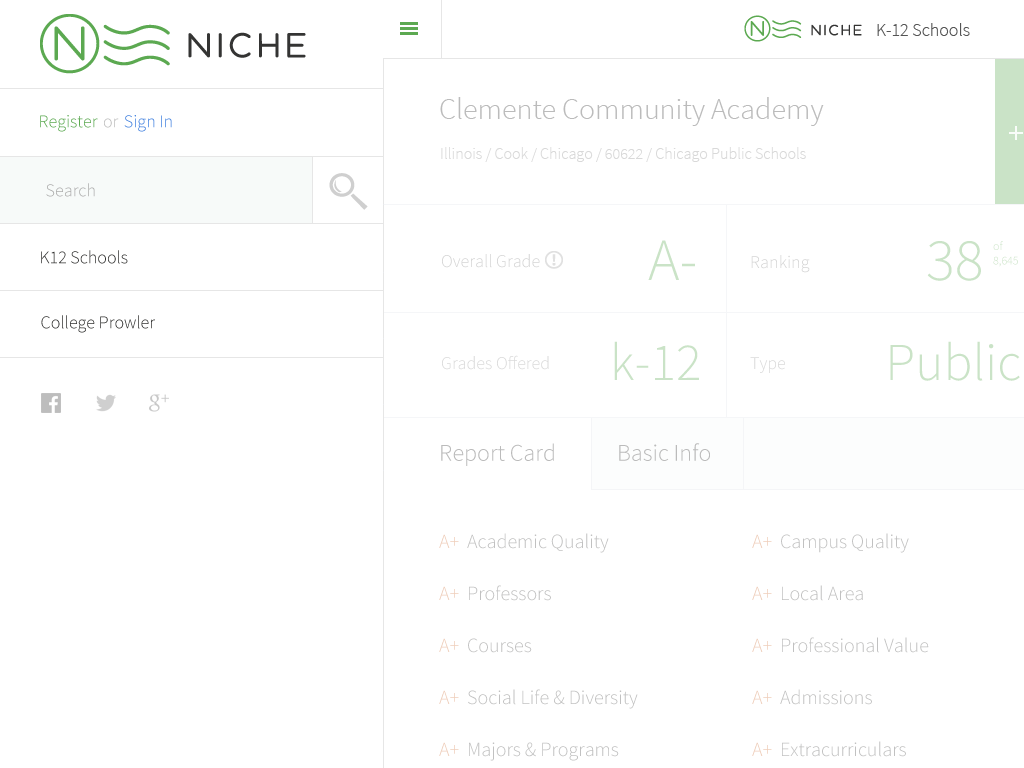 N NICHE
Register or Sign In
Search
K12 Schools
College Prowler
g+
N NICHE K-12 Schools
Clemente Community Academy
Illinois / Cook / Chicago / 60622 / Chicago Public Schools
+
Overall Grade ! A-
Ranking 38 of 8,645
Grades Offered k-12
Type Public
Report Card
Basic Info
A+ Academic Quality
A+ Campus Quality
A+ Professors
A+ Local Area
A+ Courses
A+ Professional Value
A+ Social Life & Diversity
A+ Admissions
A+ Majors & Programs
A+ Extracurriculars